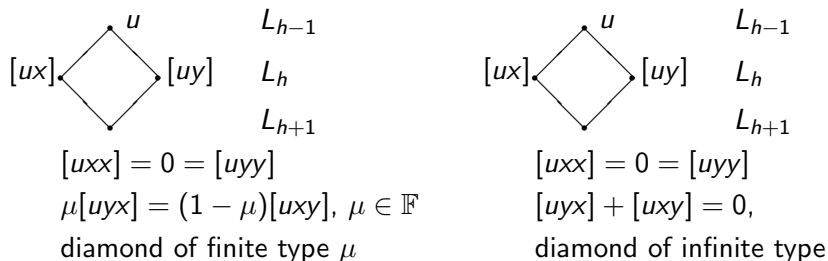 u L_{h-1}
[ux] [uy] L_h
L_{h+1}
[uxx] = 0 = [uyy]
μ[uyx] = (1 − μ)[uxy], μ ∈ 𝔽
diamond of finite type μ
u L_{h-1}
[ux] [uy] L_h
L_{h+1}
[uxx] = 0 = [uyy]
[uyx] + [uxy] = 0,
diamond of infinite type